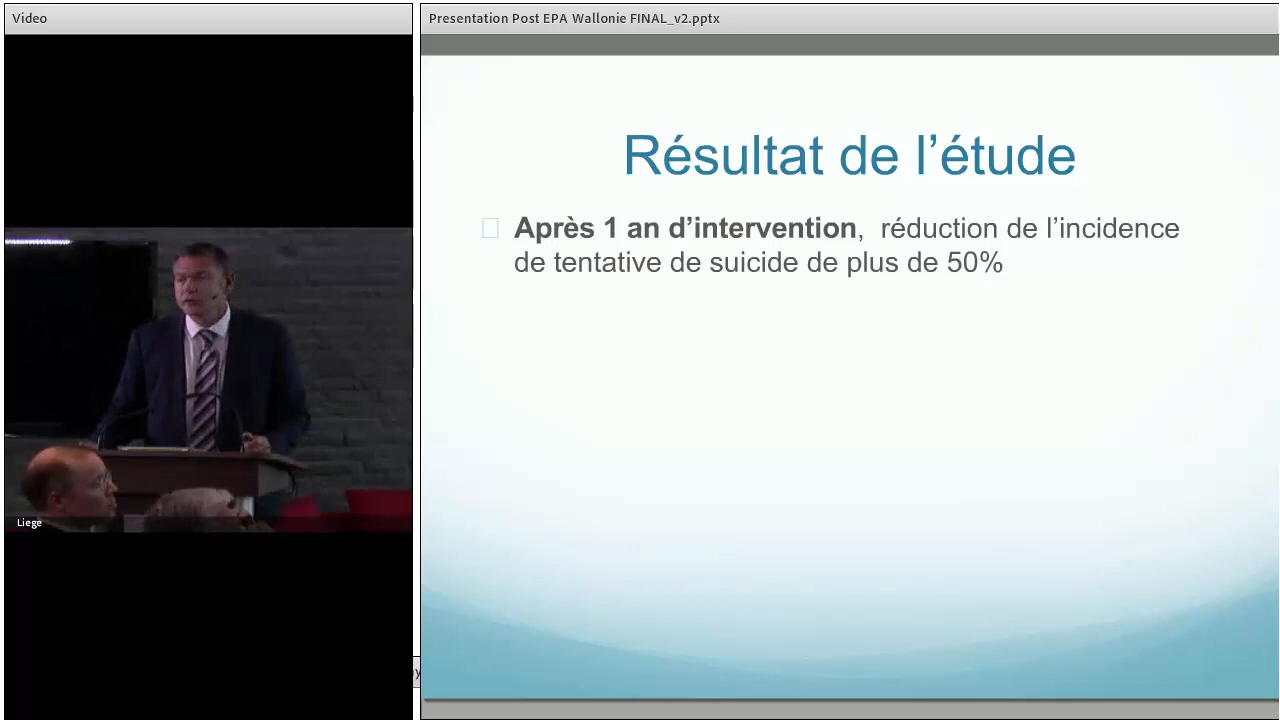 Video
Presentation Post EPA Wallonie FINAL_v2.pptx
Résultat de l’étude
Après 1 an d’intervention, réduction de l’incidence
de tentative de suicide de plus de 50%
Liege